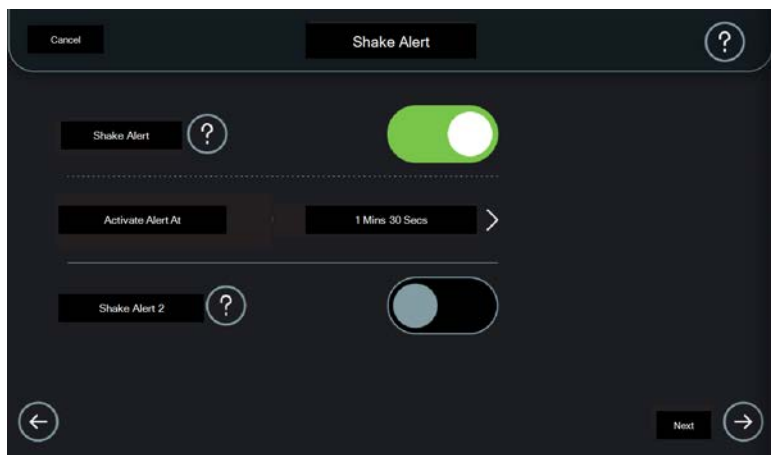 Cancel
Shake Alert
?
Shake Alert ?
Activate Alert At 1 Mins 30 Secs
Shake Alert 2 ?
Next